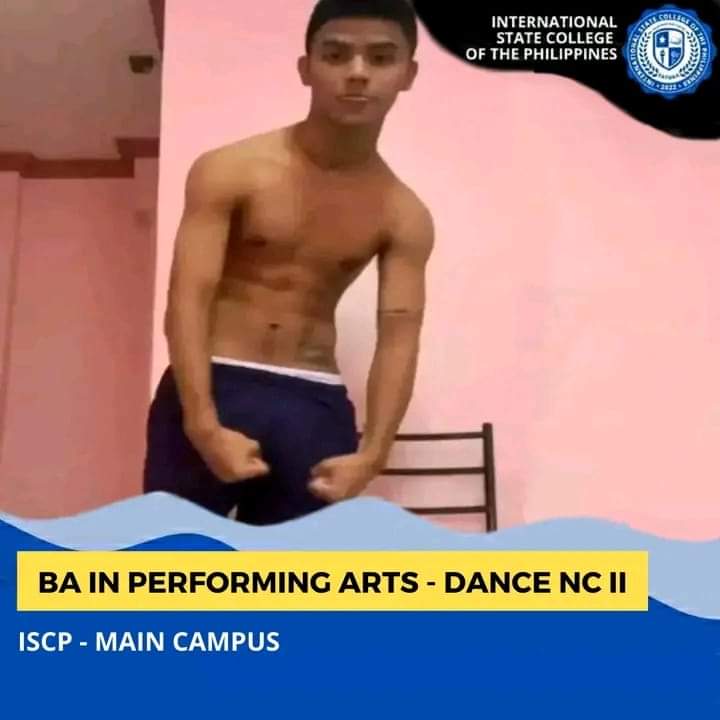 INTERNATIONAL
STATE COLLEGE
OF THE PHILIPPINES
BA IN PERFORMING ARTS - DANCE NC II
ISCP - MAIN CAMPUS